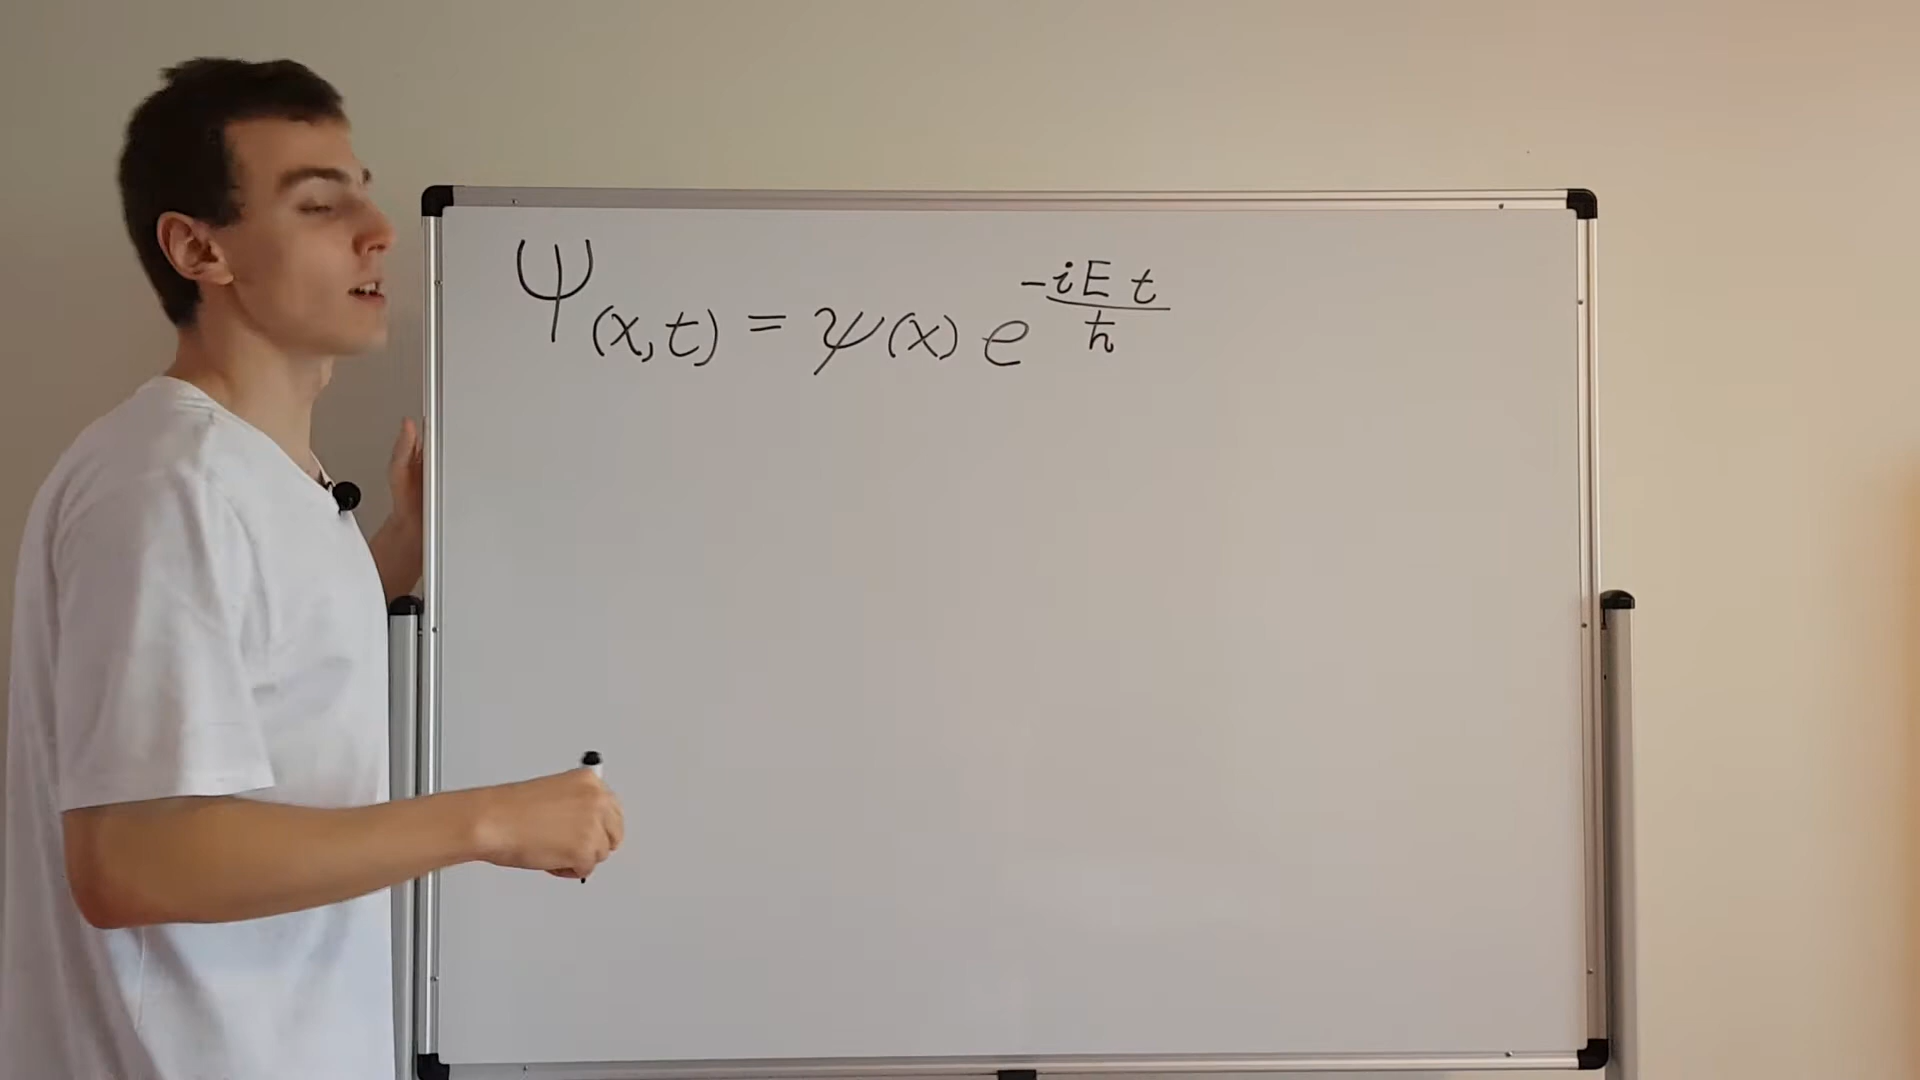 Ψ(x,t) = ψ(x) e^{-iEt/ħ}